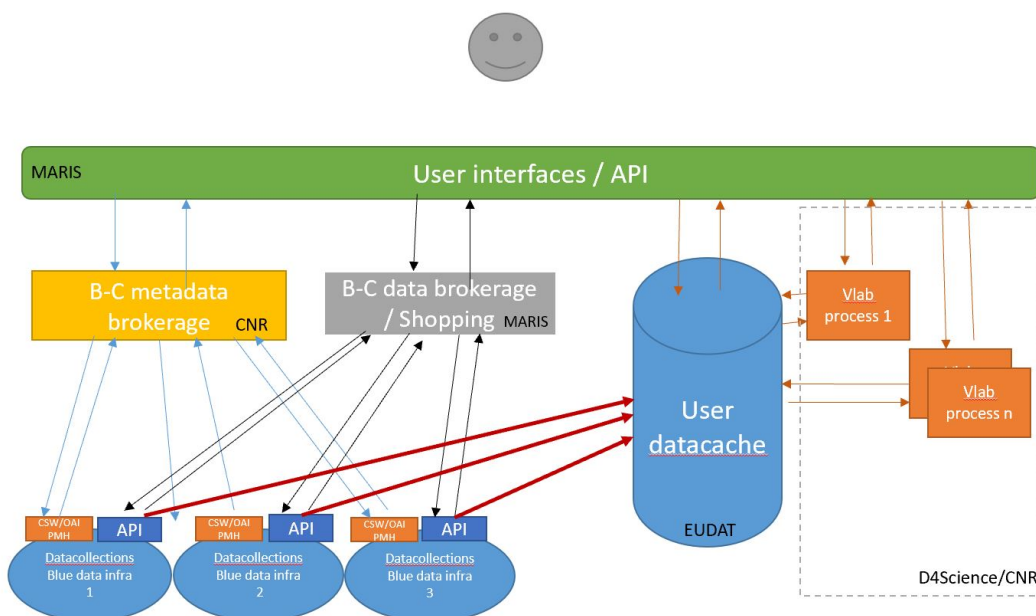 MARIS
User interfaces / API
B-C metadata
brokerage
CNR
B-C data brokerage
/ Shopping
MARIS
Vlab
process 1
Vlab
process n
User
datacache
EUDAT
CSW/OAI
PMH
API
CSW/OAI
PMH
API
CSW/OAI
PMH
API
Datacollections
Blue data infra
1
Datacollections
Blue data infra
2
Datacollections
Blue data infra
3
D4Science/CNR